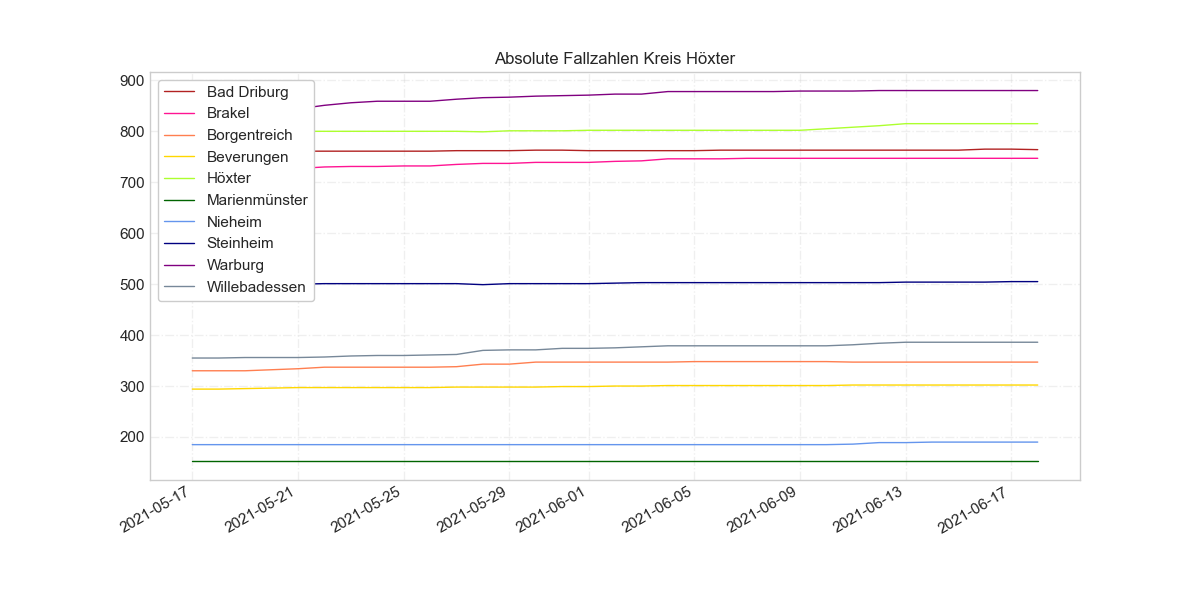 Absolute Fallzahlen Kreis Höxter
900
800
700
600
500
400
300
200
Bad Driburg
Brakel
Borgentreich
Beverungen
Höxter
Marienmünster
Nieheim
Steinheim
Warburg
Willebadessen
2021-05-17
2021-05-21
2021-05-25
2021-05-29
2021-06-01
2021-06-05
2021-06-09
2021-06-13
2021-06-17